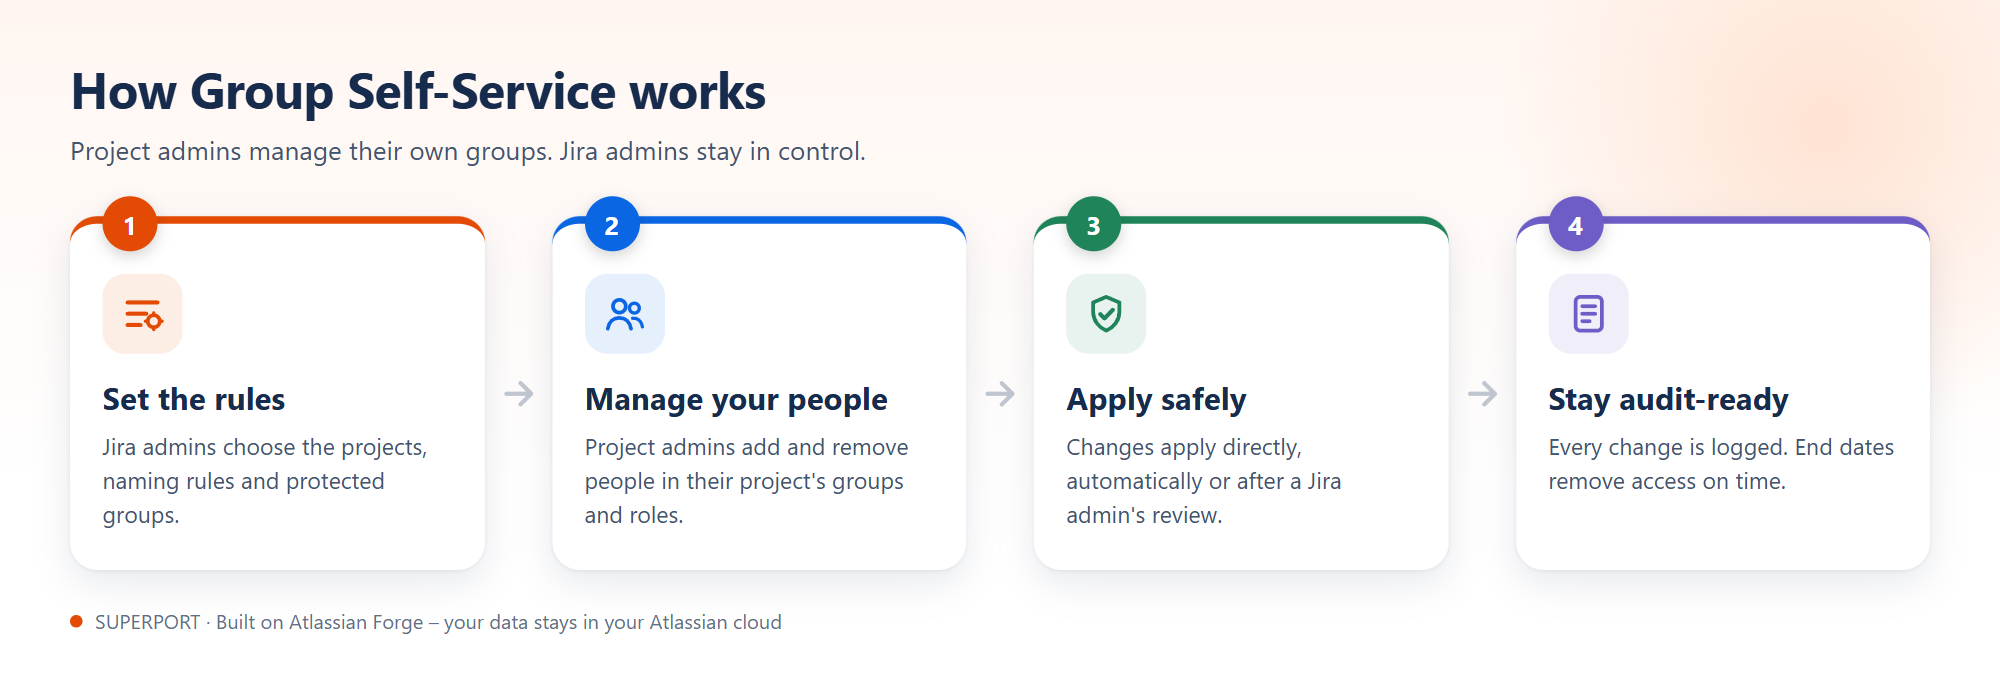 How Group Self-Service works
Project admins manage their own groups. Jira admins stay in control.
1
Set the rules
Jira admins choose the projects,
naming rules and protected
groups.
2
Manage your people
Project admins add and remove
people in their project's groups
and roles.
3
Apply safely
Changes apply directly,
automatically or after a Jira
admin's review.
4
Stay audit-ready
Every change is logged. End dates
remove access on time.
SUPERPORT · Built on Atlassian Forge – your data stays in your Atlassian cloud